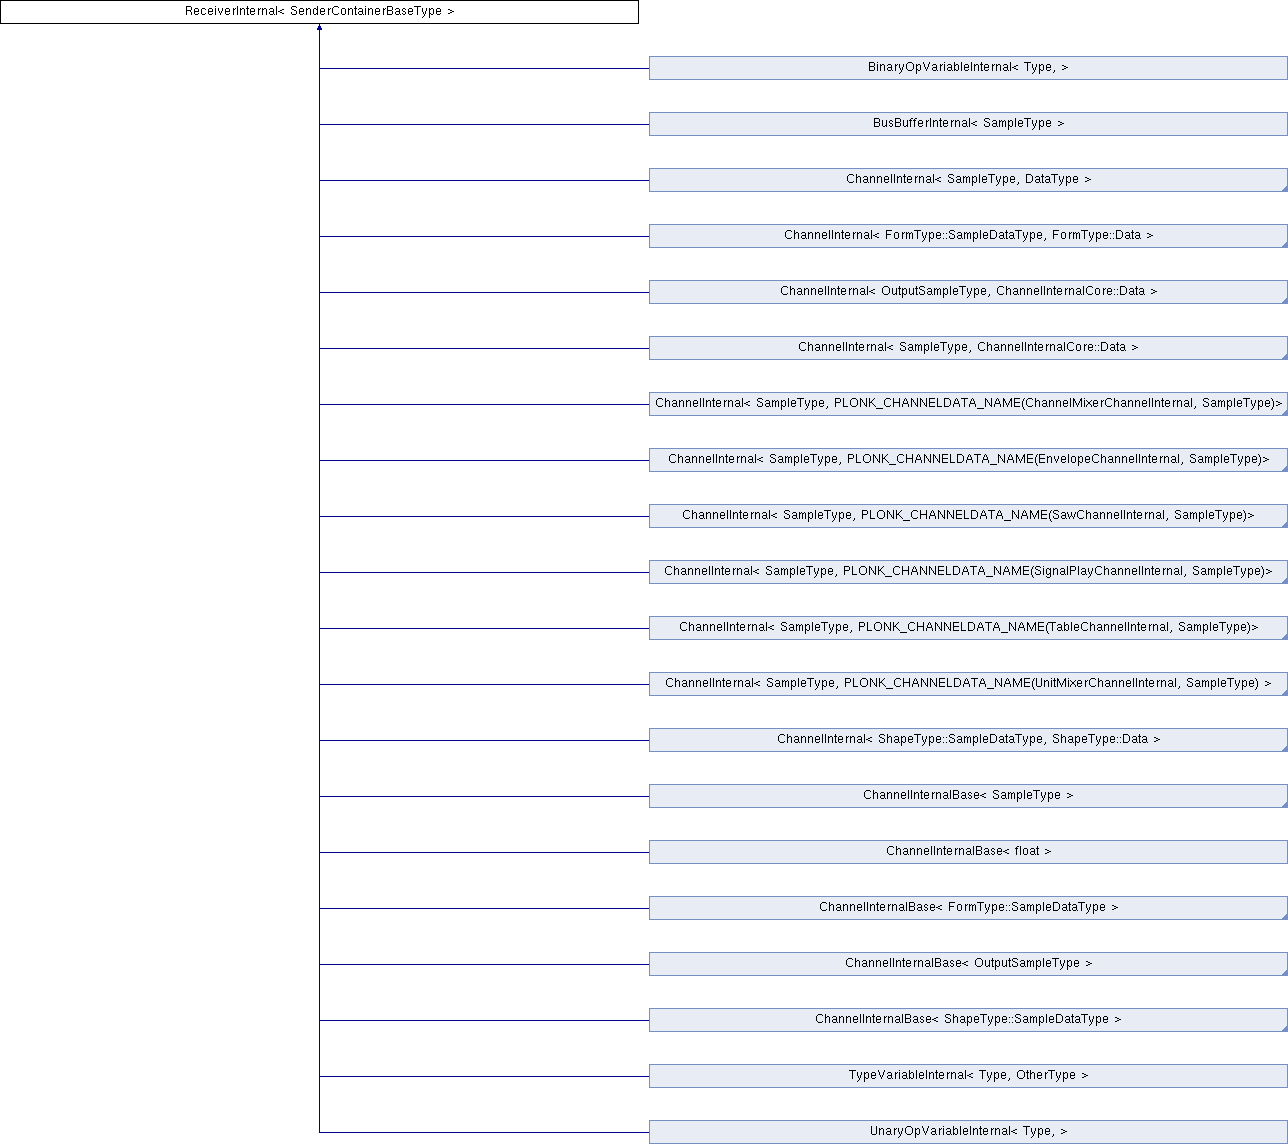 ReceiverInternal< SenderContainerBaseType >
BinaryOpVariableInternal< Type, >
BusBufferInternal< SampleType >
ChannelInternal< SampleType, DataType >
ChannelInternal< FormType::SampleDataType, FormType::Data >
ChannelInternal< OutputSampleType, ChannelInternalCore::Data >
ChannelInternal< SampleType, ChannelInternalCore::Data >
ChannelInternal< SampleType, PLONK_CHANNELDATA_NAME(ChannelMixerChannelInternal, SampleType)>
ChannelInternal< SampleType, PLONK_CHANNELDATA_NAME(EnvelopeChannelInternal, SampleType)>
ChannelInternal< SampleType, PLONK_CHANNELDATA_NAME(SawChannelInternal, SampleType)>
ChannelInternal< SampleType, PLONK_CHANNELDATA_NAME(SignalPlayChannelInternal, SampleType)>
ChannelInternal< SampleType, PLONK_CHANNELDATA_NAME(TableChannelInternal, SampleType)>
ChannelInternal< SampleType, PLONK_CHANNELDATA_NAME(UnitMixerChannelInternal, SampleType) >
ChannelInternal< ShapeType::SampleDataType, ShapeType::Data >
ChannelInternalBase< SampleType >
ChannelInternalBase< float >
ChannelInternalBase< FormType::SampleDataType >
ChannelInternalBase< OutputSampleType >
ChannelInternalBase< ShapeType::SampleDataType >
TypeVariableInternal< Type, OtherType >
UnaryOpVariableInternal< Type, >